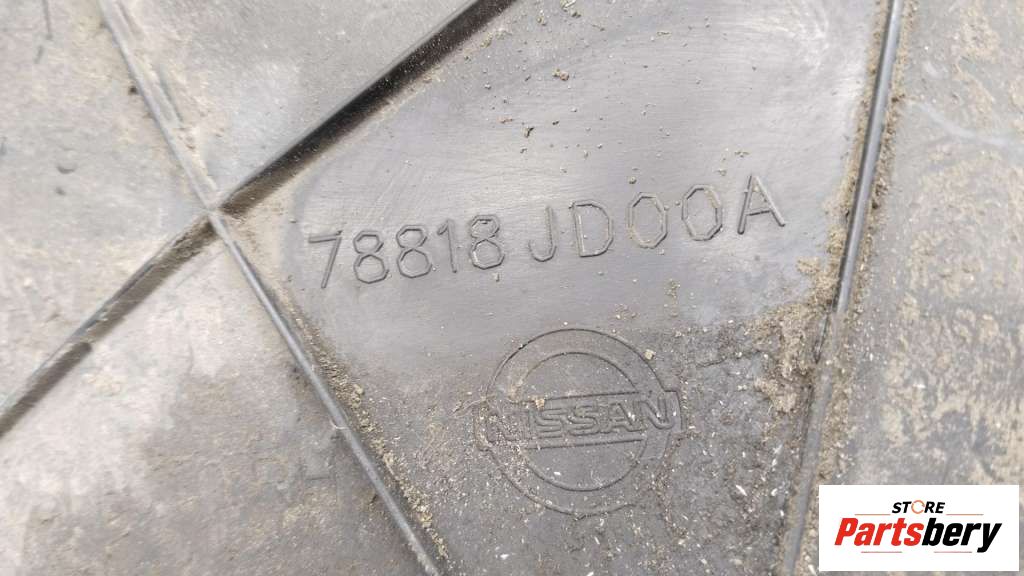 78818 JD00A
NISSAN
STORE
Partsbery